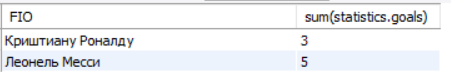 FIO sum(statistics.goals)
Криштиану Роналду 3
Леонель Месси 5